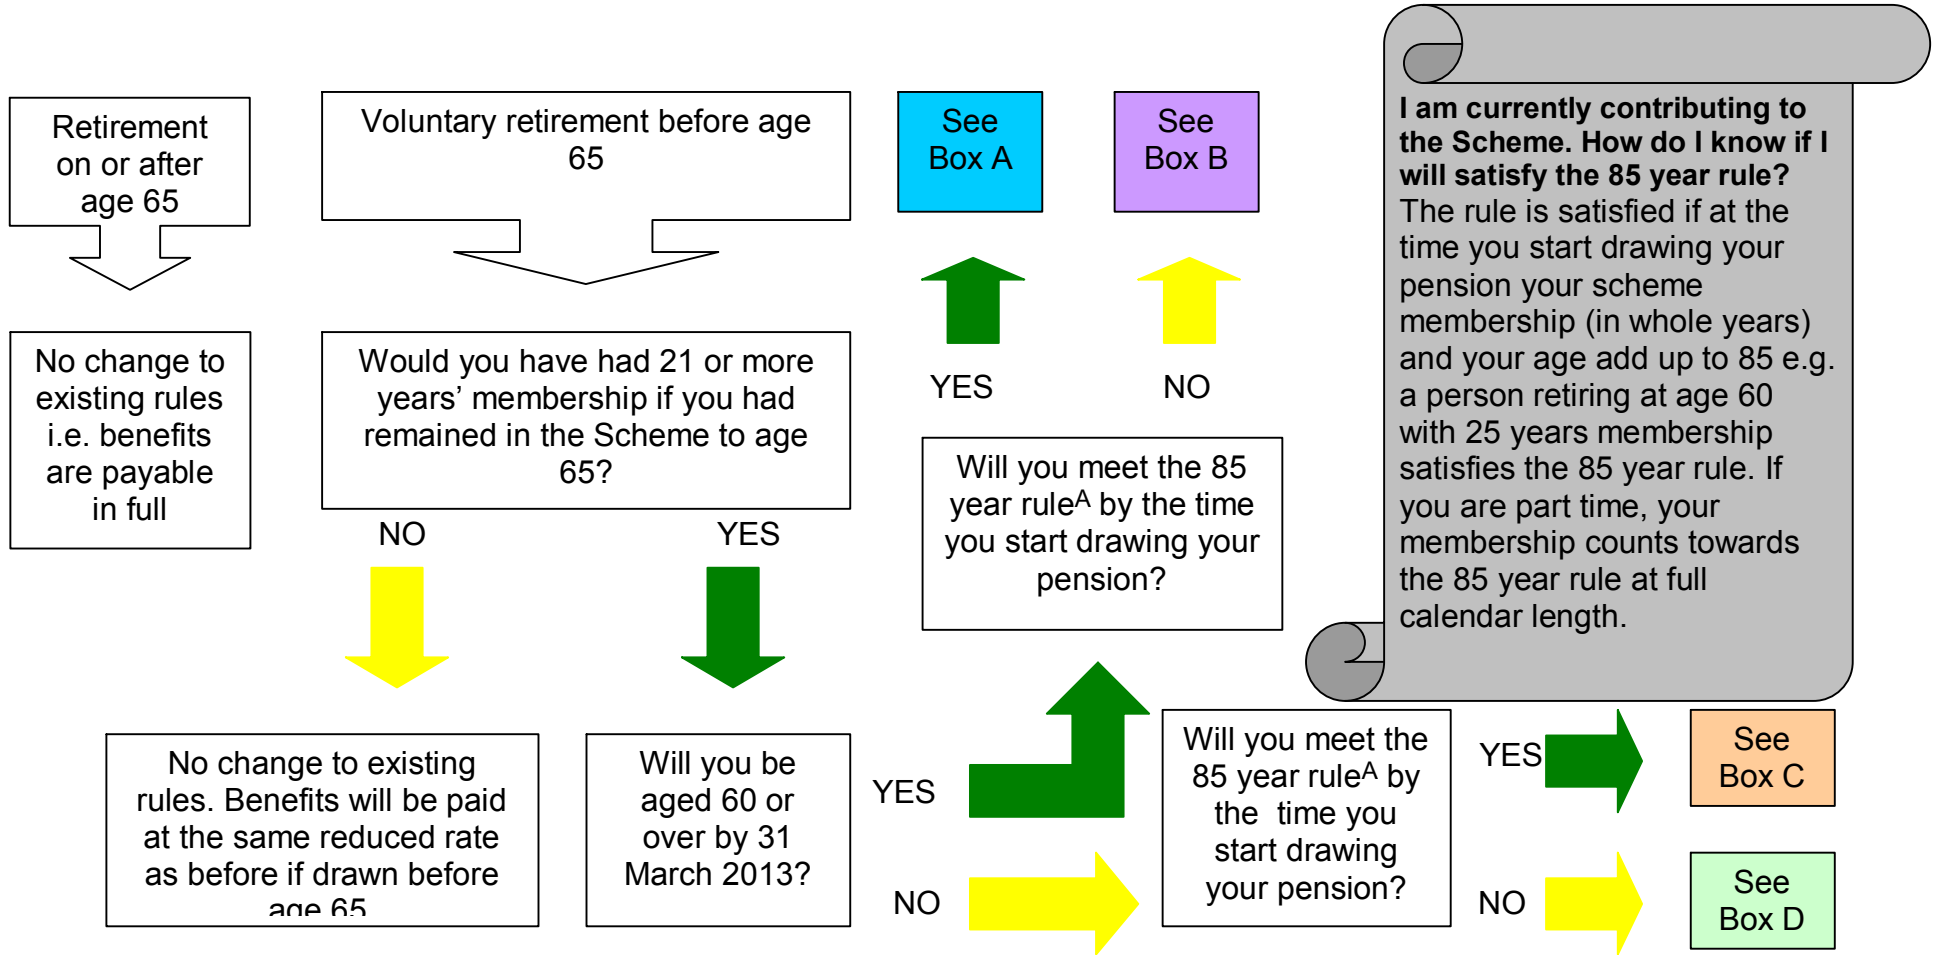 Retirement
on or after
age 65
Voluntary retirement before age
65
See
Box A
See
Box B
I am currently contributing to
the Scheme. How do I know if I
will satisfy the 85 year rule?
The rule is satisfied if at the
time you start drawing your
pension your scheme
membership (in whole years)
and your age add up to 85 e.g.
a person retiring at age 60
with 25 years membership
satisfies the 85 year rule. If
you are part time, your
membership counts towards
the 85 year rule at full
calendar length.
No change to
existing rules
i.e. benefits
are payable
in full
Would you have had 21 or more
years’ membership if you had
remained in the Scheme to age
65?
YES
NO
Will you meet the 85
year ruleᴬ by the time
you start drawing your
pension?
NO
YES
No change to existing
rules. Benefits will be paid
at the same reduced rate
as before if drawn before
age 65
Will you be
aged 60 or
over by 31
March 2013?
YES
NO
Will you meet the
85 year ruleᴬ by
the time you
start drawing
your pension?
YES
See
Box C
NO
See
Box D